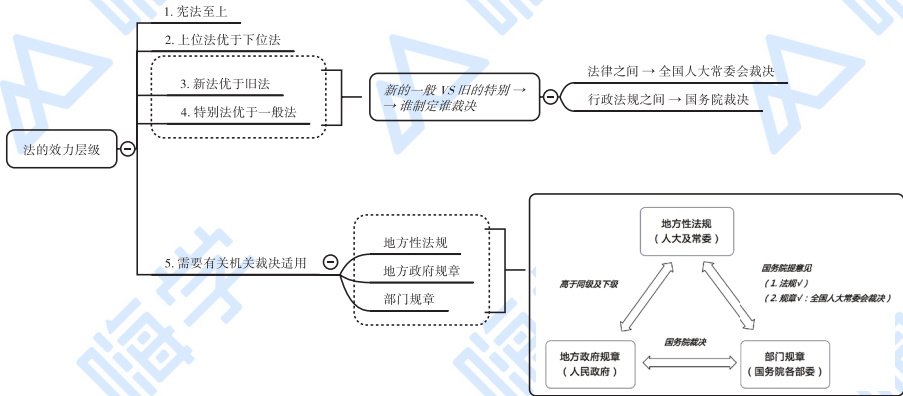 法的效力层级
1. 宪法至上
2. 上位法优于下位法
3. 新法优于旧法
4. 特别法优于一般法
新的一般 VS 旧的特别 →
→ 谁制定谁裁决
法律之间 → 全国人大常委会裁决
行政法规之间 → 国务院裁决
5. 需要有关机关裁决适用
地方性法规
地方政府规章
部门规章
地方性法规
（人大及常委）
高于同级及下级
国务院提意见
（1. 法规√）
（2. 规章√：全国人大常委会裁决）
国务院裁决
地方政府规章
（人民政府）
部门规章
（国务院各部委）
嗨学
嗨学